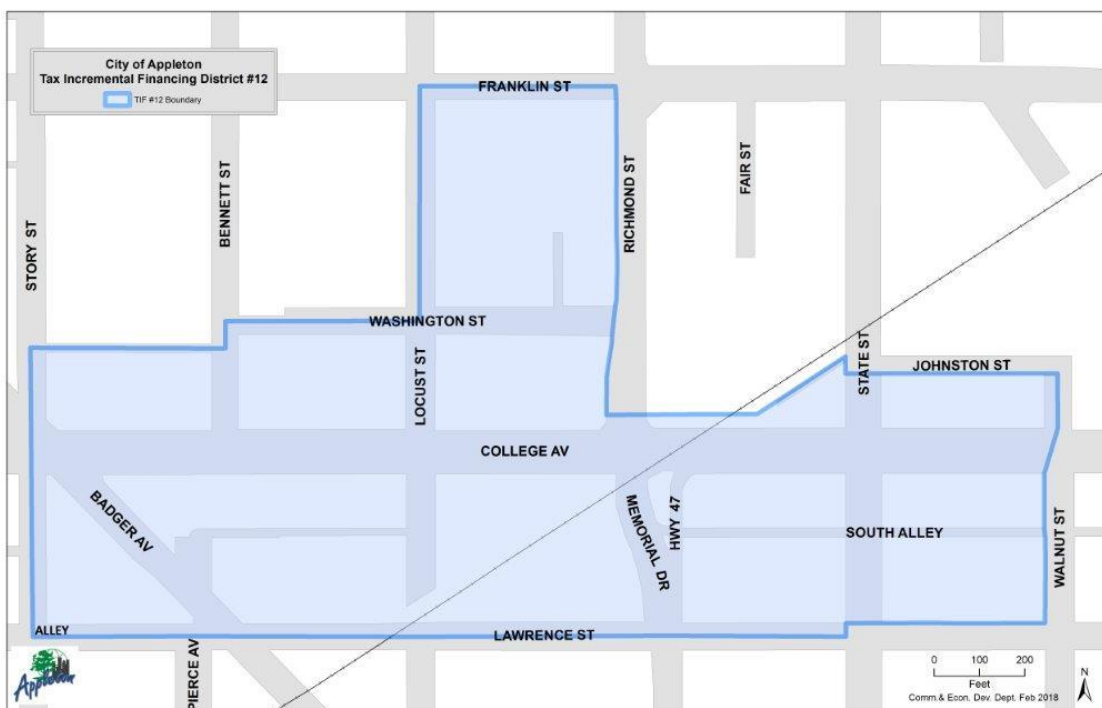 City of Appleton
Tax Incremental Financing District #12
TIF #12 Boundary
FRANKLIN ST
STORY ST
BENNETT ST
RICHMOND ST
FAIR ST
WASHINGTON ST
LOCUST ST
STATE ST
JOHNSTON ST
COLLEGE AV
BADGER AV
MEMORIAL DR
HWY 47
SOUTH ALLEY
WALNUT ST
ALLEY
LAWRENCE ST
PIERCE AV
Appleton
0 100 200
Feet
N
Comm.& Econ. Dev. Dept. Feb 2018